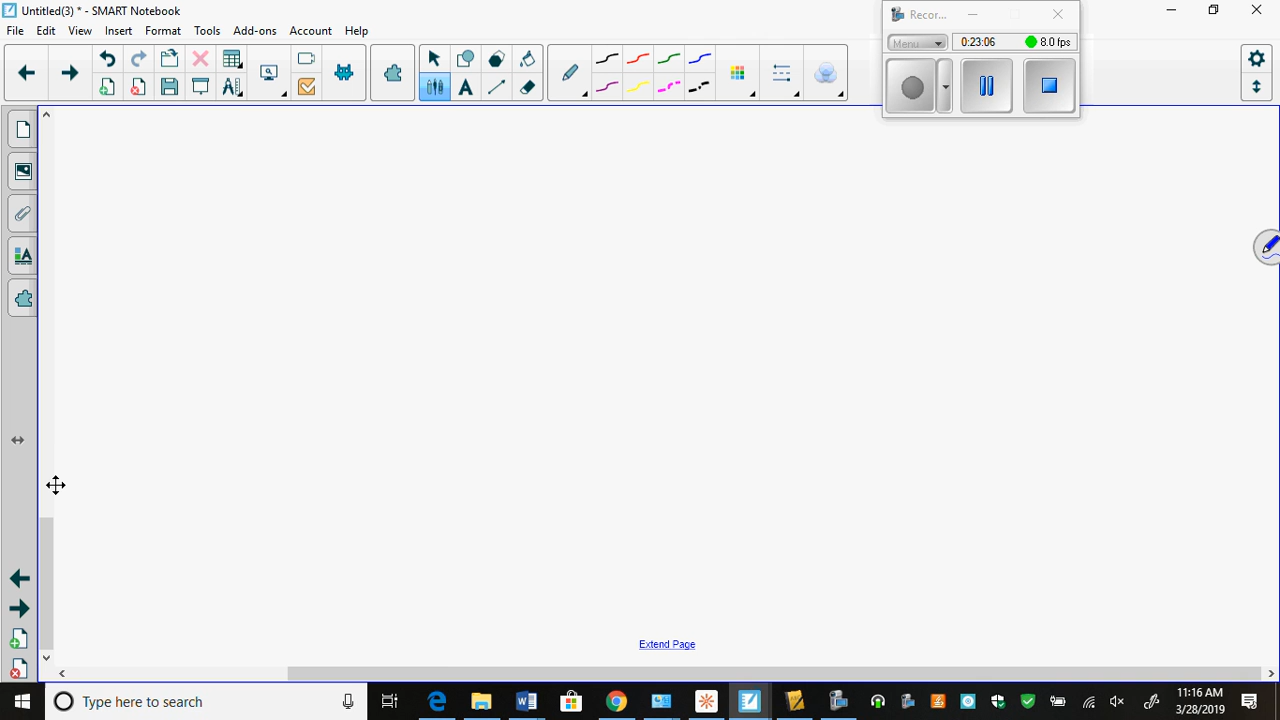 Untitled(3) * - SMART Notebook
Recor...
File Edit View Insert Format Tools Add-ons Account Help
Menu 0:23:06 8.0 fps
Extend Page
Type here to search
11:16 AM
3/28/2019